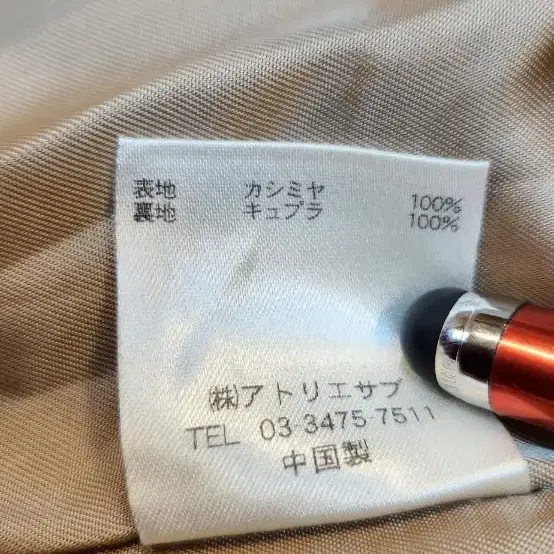 表地 カシミヤ 100%
裏地 キュプラ 100%
㈱アトリエサブ
TEL 03-3475-7511
中国製